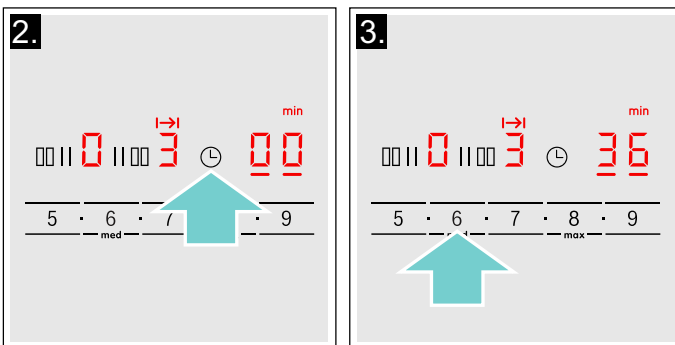 2.
min
I→I
0 3 00
5 · 6 · 7 · 9
med
3.
min
I→I
0 3 36
5 · 6 · 7 · 8 · 9
max